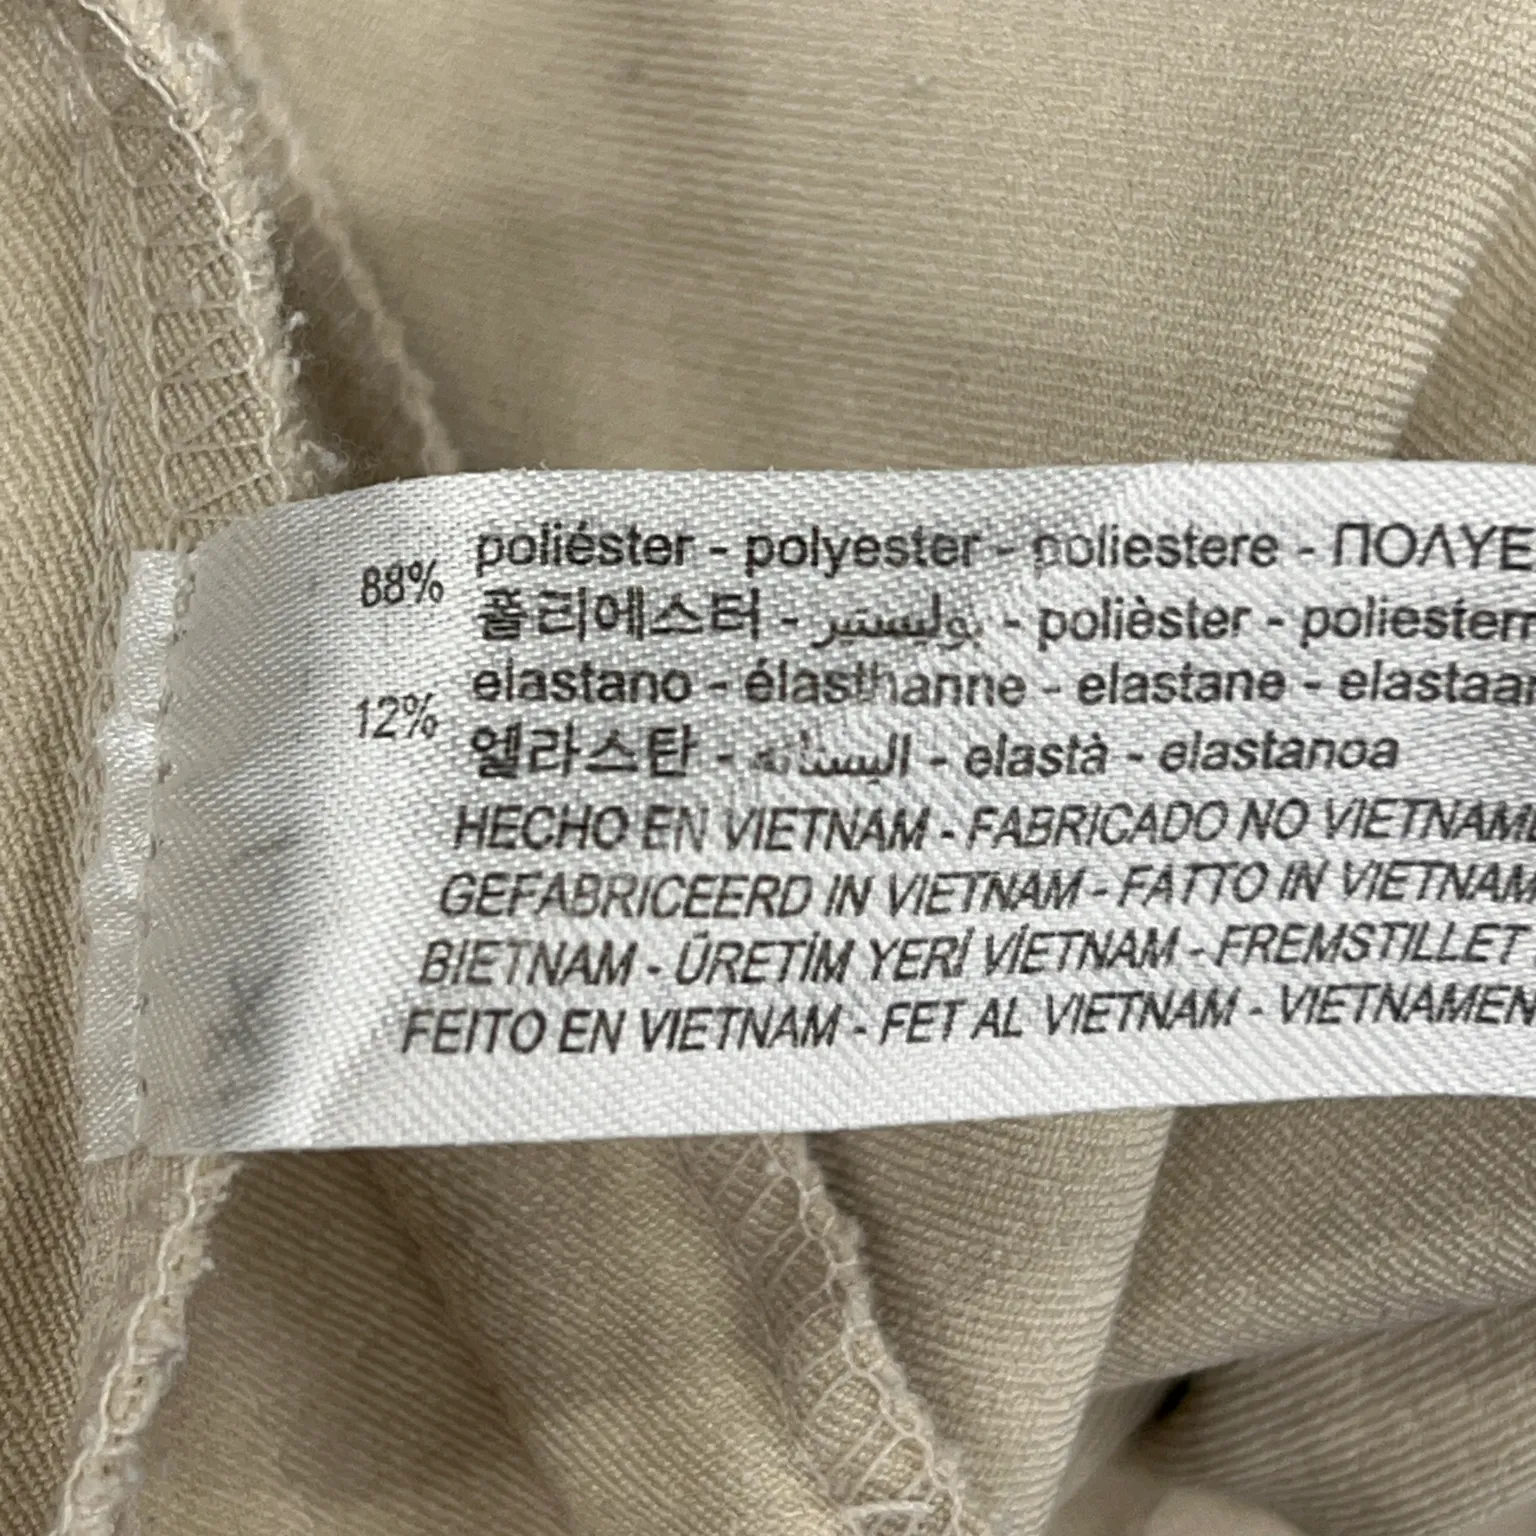 88% poliéster - polyester - poliestere - ΠΟΛΥΕ
폴리에스터 - بوليستير - polièster - poliesterr
12% elastano - élasthanne - elastane - elastaar
엘라스탄 - اليستانه - elastà - elastanoa
HECHO EN VIETNAM - FABRICADO NO VIETNAM
GEFABRICEERD IN VIETNAM - FATTO IN VIETNAM
BIETNAM - ÜRETİM YERİ VİETNAM - FREMSTILLET
FEITO EN VIETNAM - FET AL VIETNAM - VIETNAMEN